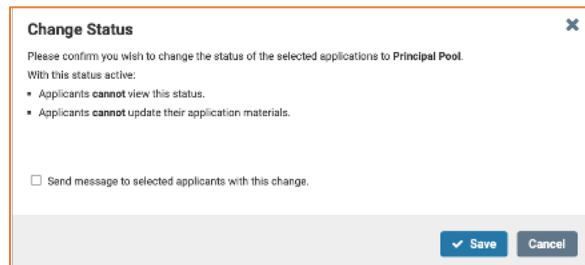 Change Status
Please confirm you wish to change the status of the selected applications to Principal Pool.
With this status active:
▪ Applicants cannot view this status.
▪ Applicants cannot update their application materials.
Send message to selected applicants with this change.
Save Cancel